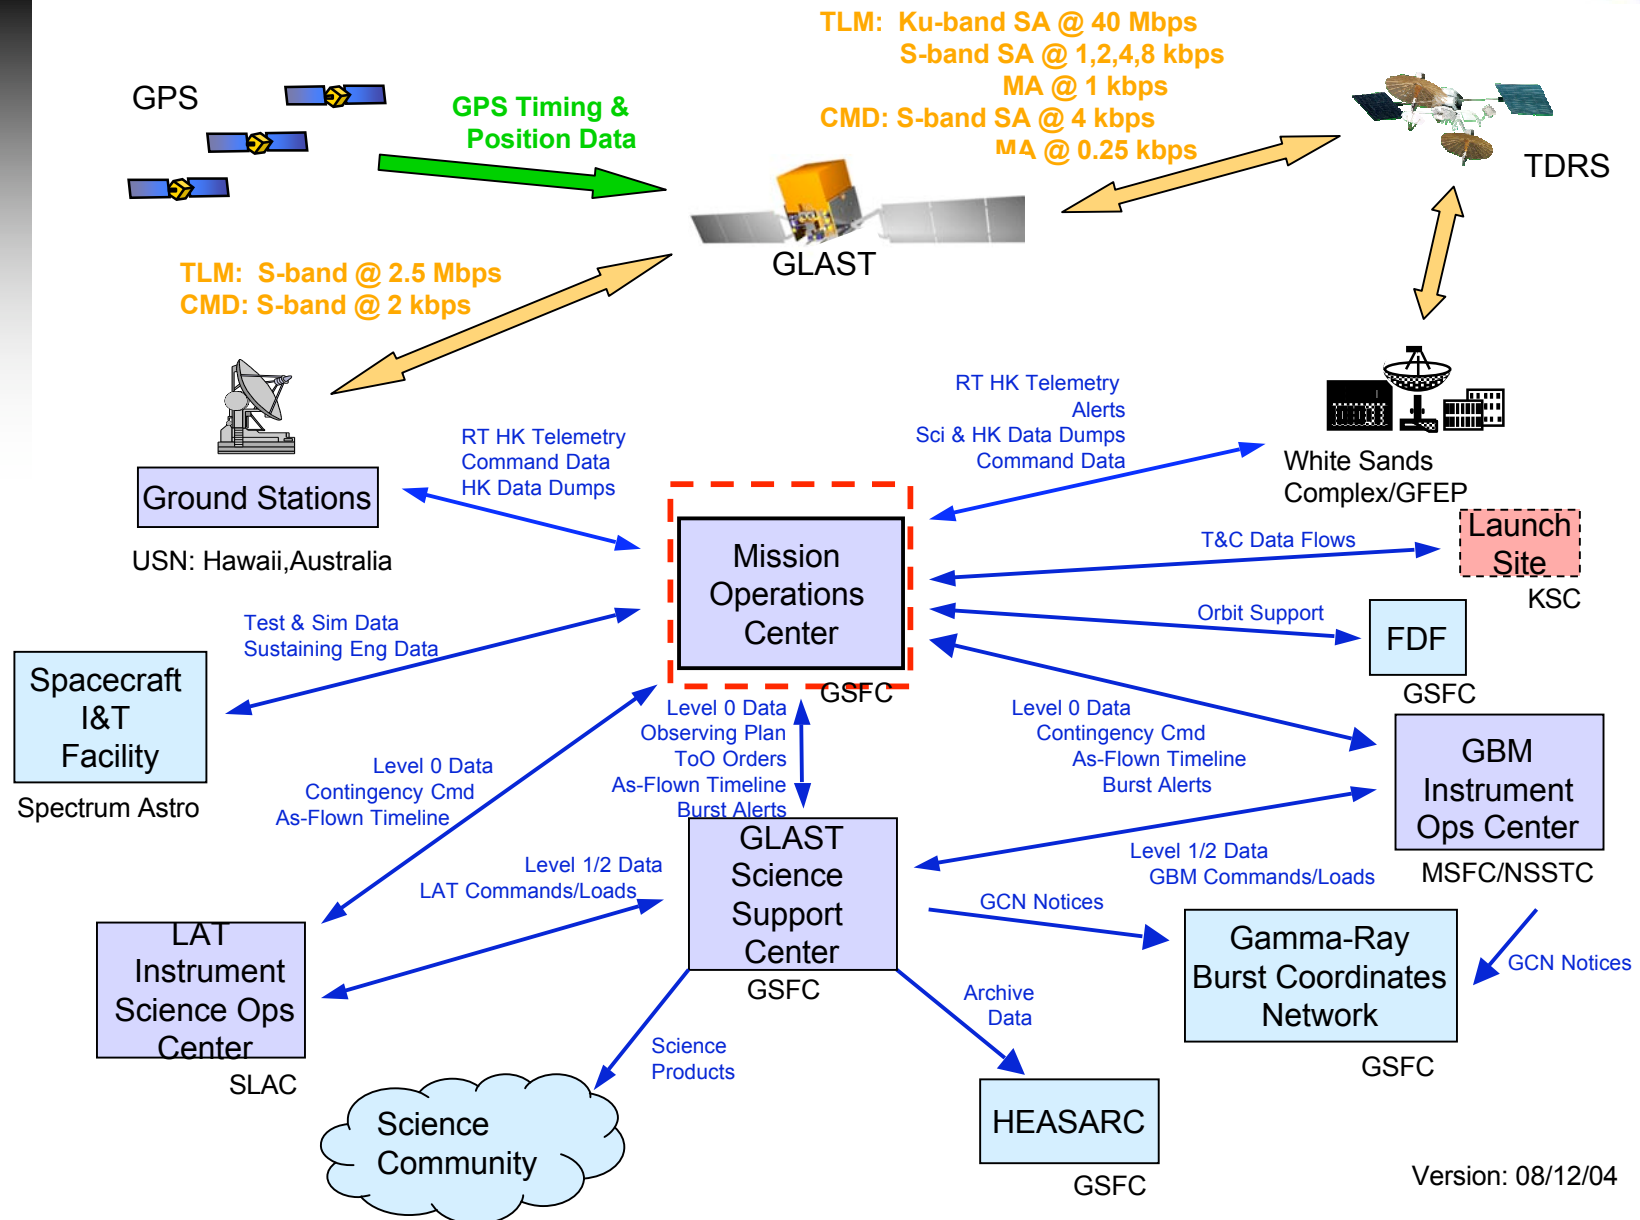 TLM: Ku-band SA @ 40 Mbps
S-band SA @ 1,2,4,8 kbps
MA @ 1 kbps
CMD: S-band SA @ 4 kbps
MA @ 0.25 kbps
GPS
GPS Timing &
Position Data
TDRS
GLAST
TLM: S-band @ 2.5 Mbps
CMD: S-band @ 2 kbps
RT HK Telemetry
Alerts
Sci & HK Data Dumps
Command Data
RT HK Telemetry
Command Data
HK Data Dumps
White Sands
Complex/GFEP
Ground Stations
USN: Hawaii,Australia
Mission
Operations
Center
GSFC
T&C Data Flows
Launch
Site
KSC
Orbit Support
FDF
GSFC
Test & Sim Data
Sustaining Eng Data
Spacecraft
I&T
Facility
Spectrum Astro
Level 0 Data
Contingency Cmd
As-Flown Timeline
Level 0 Data
Observing Plan
ToO Orders
As-Flown Timeline
Burst Alerts
Level 0 Data
Contingency Cmd
As-Flown Timeline
Burst Alerts
GBM
Instrument
Ops Center
MSFC/NSSTC
GLAST
Science
Support
Center
GSFC
Level 1/2 Data
LAT Commands/Loads
Level 1/2 Data
GBM Commands/Loads
GCN Notices
LAT
Instrument
Science Ops
Center
SLAC
Gamma-Ray
Burst Coordinates
Network
GSFC
GCN Notices
Archive
Data
Science
Products
Science
Community
HEASARC
GSFC
Version: 08/12/04